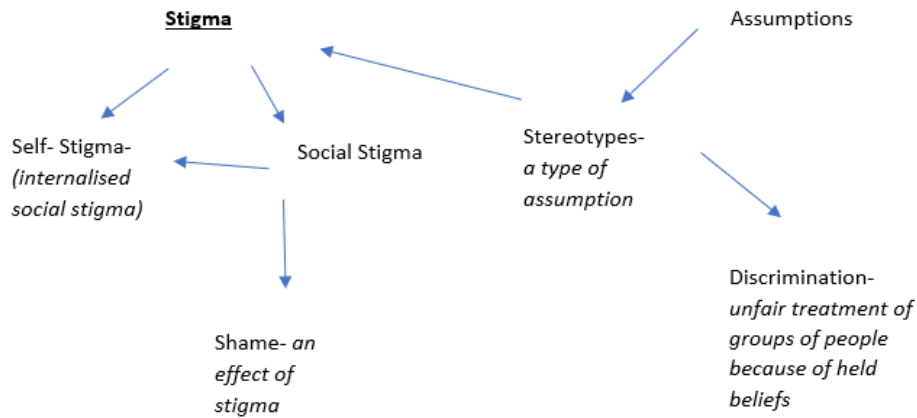 Stigma
Assumptions
Self- Stigma-
(internalised
social stigma)
Social Stigma
Stereotypes-
a type of
assumption
Shame- an
effect of
stigma
Discrimination-
unfair treatment of
groups of people
because of held
beliefs